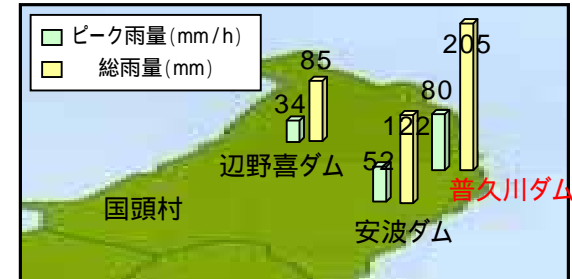 ピーク雨量(mm/h)
総雨量(mm)
205
85
80
34
122
52
辺野喜ダム
普久川ダム
国頭村
安波ダム